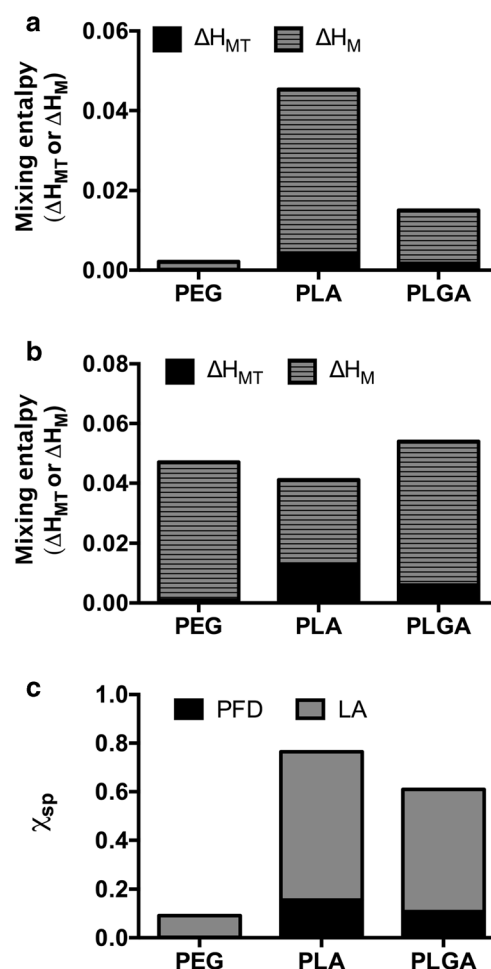 a
ΔHMT ΔHM
Mixing entalpy
(ΔHMT or ΔHM)
0.06
0.04
0.02
0.00
PEG PLA PLGA
b
ΔHMT ΔHM
Mixing entalpy
(ΔHMT or ΔHM)
0.08
0.06
0.04
0.02
0.00
PEG PLA PLGA
c
PFD LA
χsp
1.0
0.8
0.6
0.4
0.2
0.0
PEG PLA PLGA